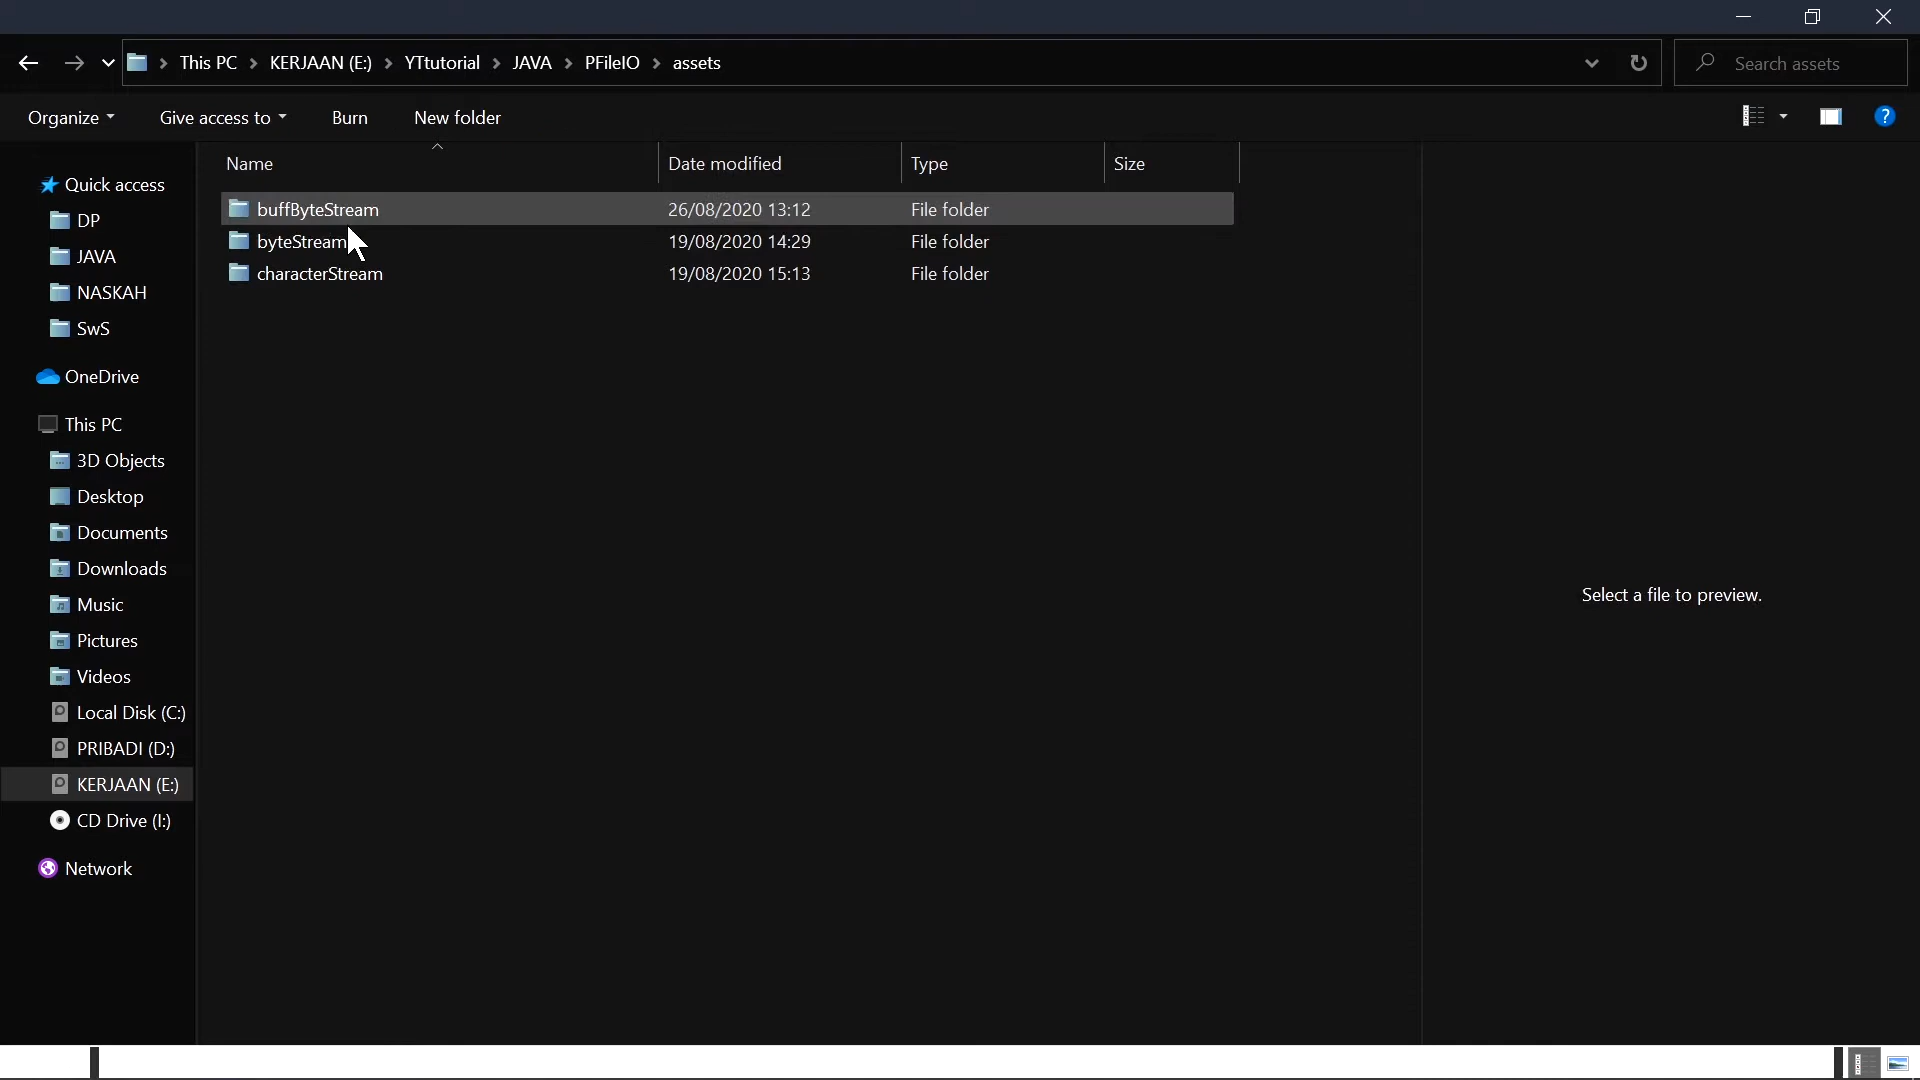 This PC KERJAAN (E:) YTtutorial JAVA PFileIO assets
Search assets
Organize Give access to Burn New folder
?
Name Date modified Type Size
buffByteStream 26/08/2020 13:12 File folder
byteStream 19/08/2020 14:29 File folder
characterStream 19/08/2020 15:13 File folder
Quick access
DP
JAVA
NASKAH
SwS
OneDrive
This PC
3D Objects
Desktop
Documents
Downloads
Music
Pictures
Videos
Local Disk (C:)
PRIBADI (D:)
KERJAAN (E:)
CD Drive (I:)
Network
Select a file to preview.